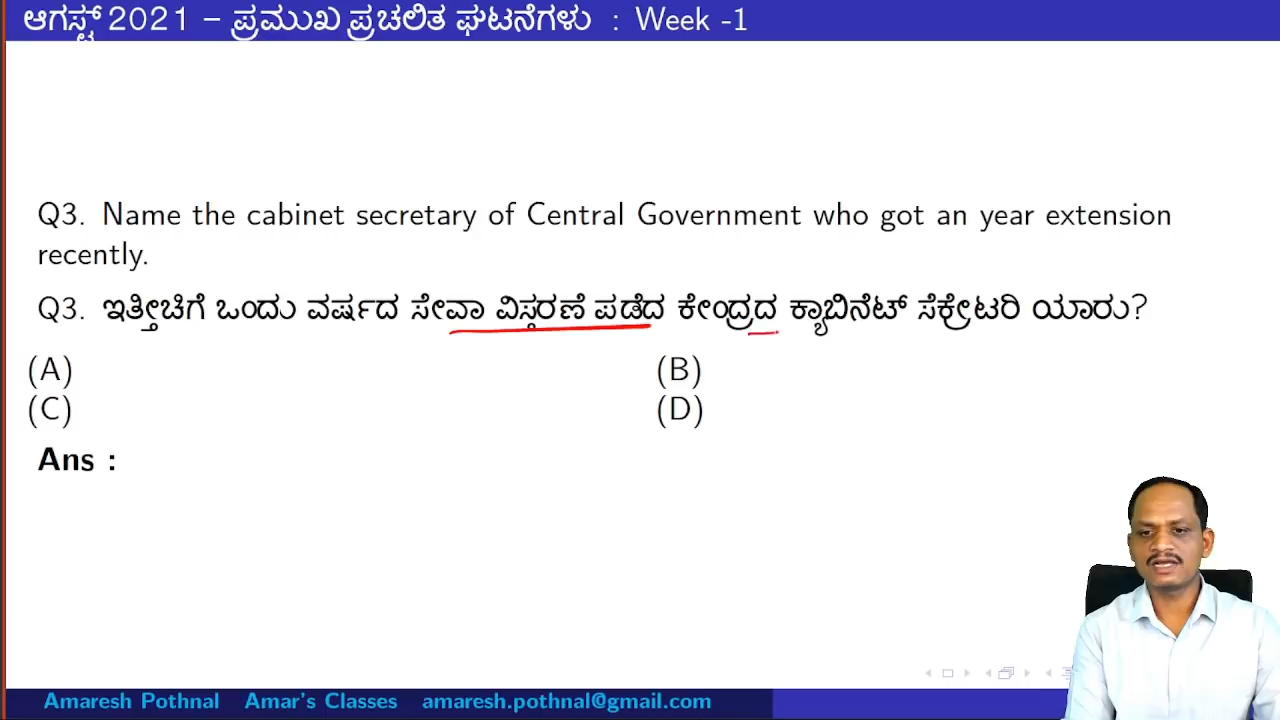 ಆಗಸ್ಟ್ 2021 – ಪ್ರಮುಖ ಪ್ರಚಲಿತ ಘಟನೆಗಳು : Week -1
Q3. Name the cabinet secretary of Central Government who got an year extension
recently.
Q3. ಇತ್ತೀಚಿಗೆ ಒಂದು ವರ್ಷದ ಸೇವಾ ವಿಸ್ತರಣೆ ಪಡೆದ ಕೇಂದ್ರದ ಕ್ಯಾಬಿನೆಟ್ ಸೆಕ್ರೇಟರಿ ಯಾರು?
(A) (B)
(C) (D)
Ans :
Amaresh Pothnal Amar's Classes amaresh.pothnal@gmail.com